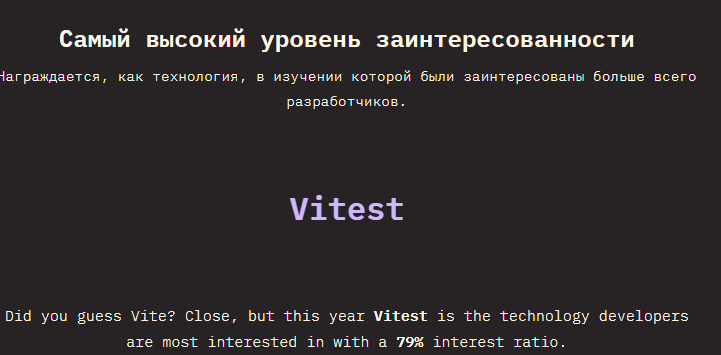 Самый высокий уровень заинтересованности
Награждается, как технология, в изучении которой были заинтересованы больше всего
разработчиков.
Vitest
Did you guess Vite? Close, but this year Vitest is the technology developers
are most interested in with a 79% interest ratio.